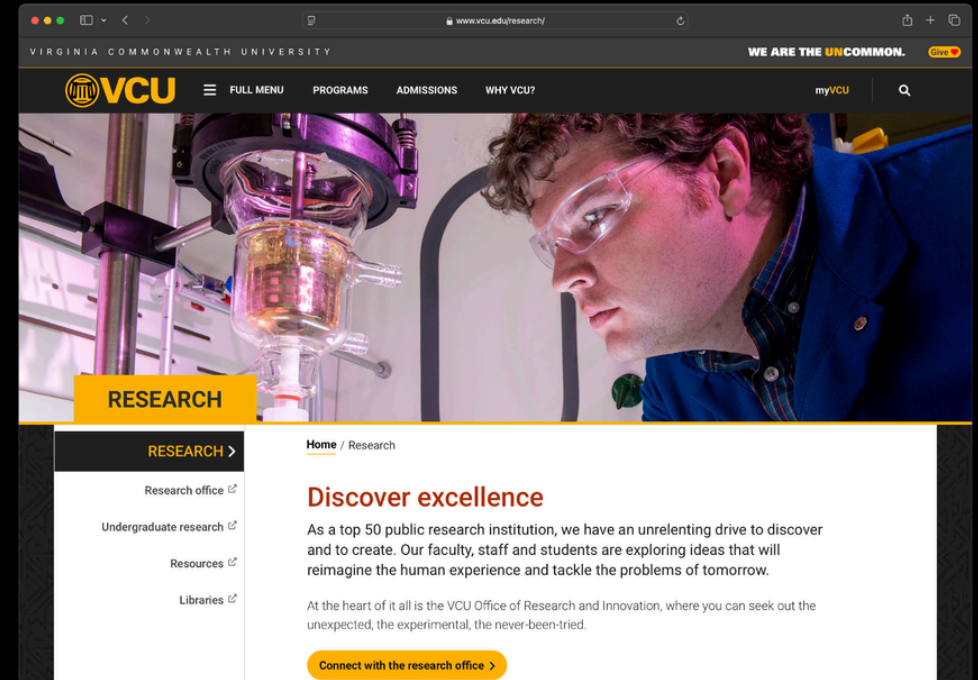 www.vcu.edu/research/
VIRGINIA COMMONWEALTH UNIVERSITY
WE ARE THE UNCOMMON.
Give
VCU
FULL MENU
PROGRAMS
ADMISSIONS
WHY VCU?
myVCU
RESEARCH
RESEARCH
Research office
Undergraduate research
Resources
Libraries
Home / Research
Discover excellence
As a top 50 public research institution, we have an unrelenting drive to discover
and to create. Our faculty, staff and students are exploring ideas that will
reimagine the human experience and tackle the problems of tomorrow.
At the heart of it all is the VCU Office of Research and Innovation, where you can seek out the
unexpected, the experimental, the never-been-tried.
Connect with the research office